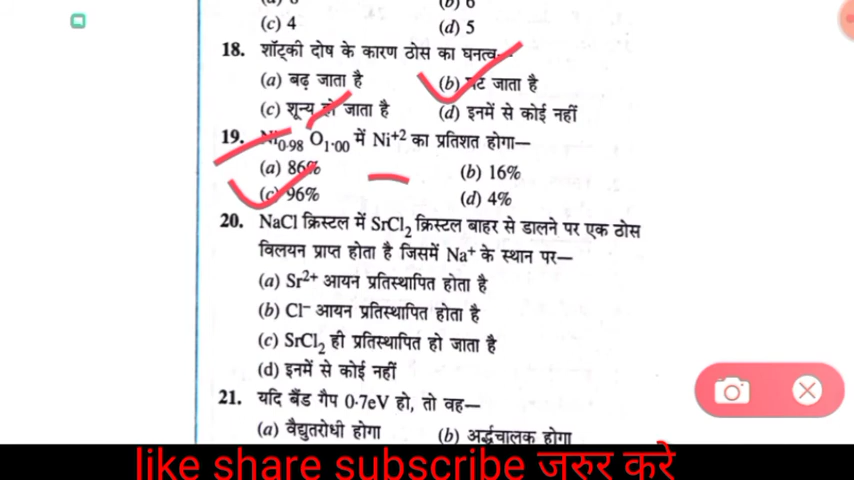 (b) 6
(c) 4 (d) 5
18. शॉट्की दोष के कारण ठोस का घनत्व—
(a) बढ़ जाता है (b) घट जाता है
(c) शून्य हो जाता है (d) इनमें से कोई नहीं
19. Ni0·98 O1·00 में Ni+2 का प्रतिशत होगा—
(a) 86% (b) 16%
(c) 96% (d) 4%
20. NaCl क्रिस्टल में SrCl2 क्रिस्टल बाहर से डालने पर एक ठोस
विलयन प्राप्त होता है जिसमें Na+ के स्थान पर—
(a) Sr2+ आयन प्रतिस्थापित होता है
(b) Cl− आयन प्रतिस्थापित होता है
(c) SrCl2 ही प्रतिस्थापित हो जाता है
(d) इनमें से कोई नहीं
21. यदि बैंड गैप 0·7eV हो, तो वह—
(a) वैद्युतरोधी होगा (b) अर्द्धचालक होगा
like share subscribe जरुर करे